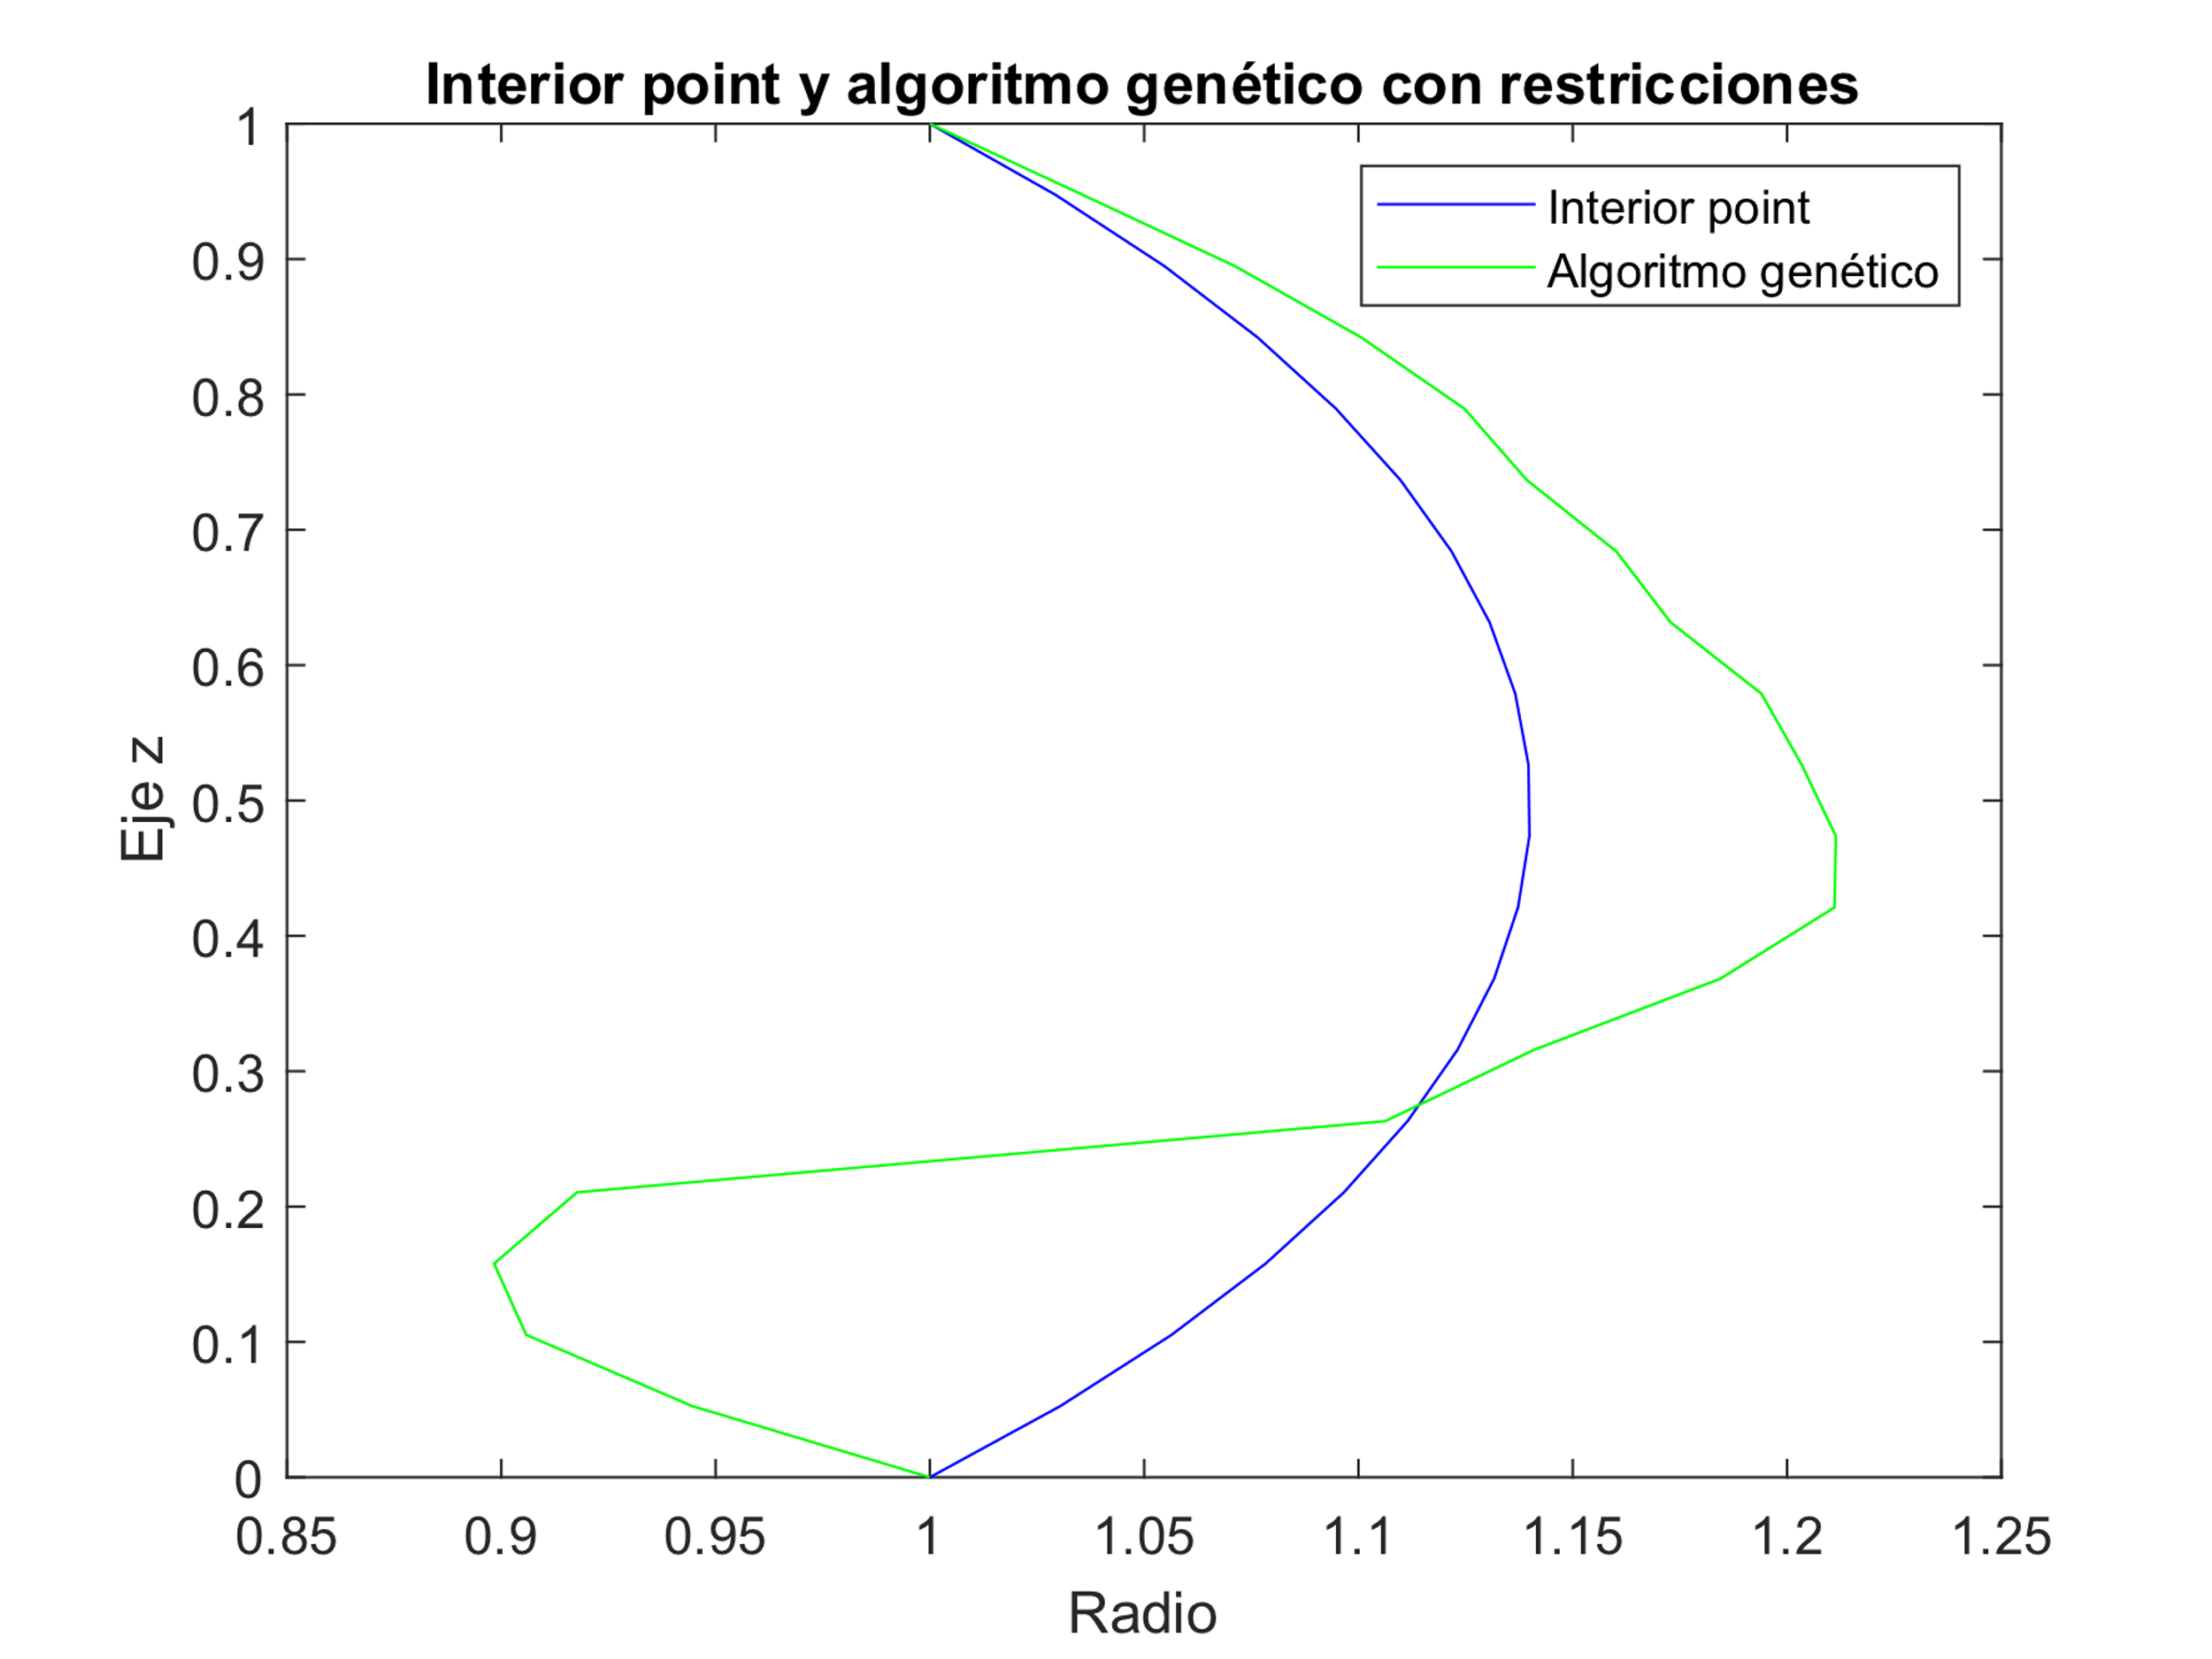 Interior point y algoritmo genético con restricciones
Interior point
Algoritmo genético
1
0.9
0.8
0.7
0.6
0.5
0.4
0.3
0.2
0.1
0
Eje z
0.85 0.9 0.95 1 1.05 1.1 1.15 1.2 1.25
Radio